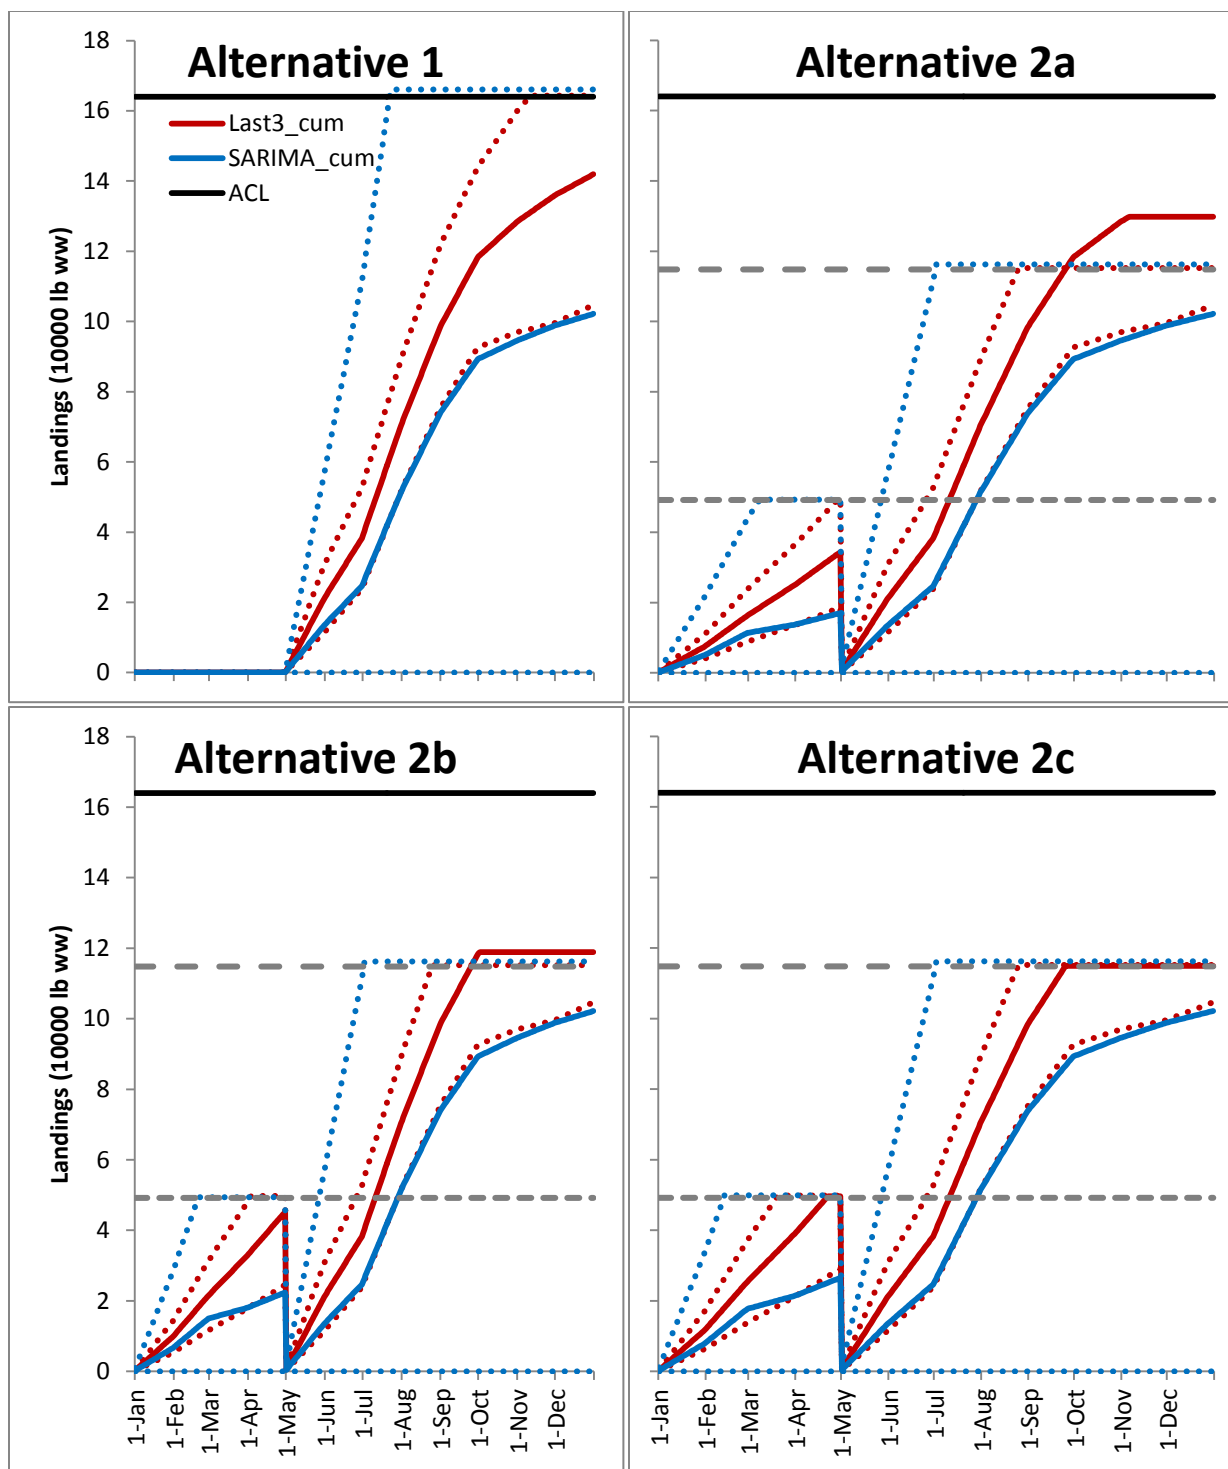 Alternative 1
18
16
14
12
10
8
6
4
2
0
Landings (10000 lb ww)
Last3_cum
SARIMA_cum
ACL
Alternative 2a
Alternative 2b
18
16
14
12
10
8
6
4
2
0
Landings (10000 lb ww)
1-Jan
1-Feb
1-Mar
1-Apr
1-May
1-Jun
1-Jul
1-Aug
1-Sep
1-Oct
1-Nov
1-Dec
Alternative 2c
1-Jan
1-Feb
1-Mar
1-Apr
1-May
1-Jun
1-Jul
1-Aug
1-Sep
1-Oct
1-Nov
1-Dec